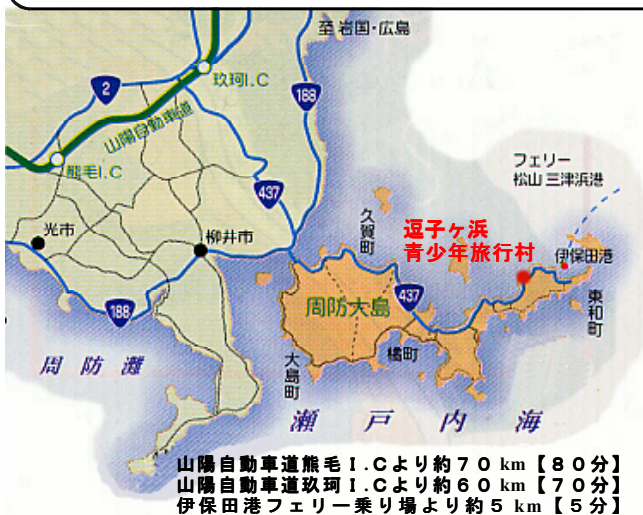 至 岩国・広島
玖珂I.C
2
188
山陽自動車道
熊毛I.C
フェリー
松山 三津浜港
437
久賀町
逗子ヶ浜
青少年旅行村
光市
柳井市
伊保田港
周防大島
437
東和町
188
橘町
大島町
周防灘
瀬戸内海
山陽自動車道熊毛I.Cより約70km【80分】
山陽自動車道玖珂I.Cより約60km【70分】
伊保田港フェリー乗り場より約5km【5分】